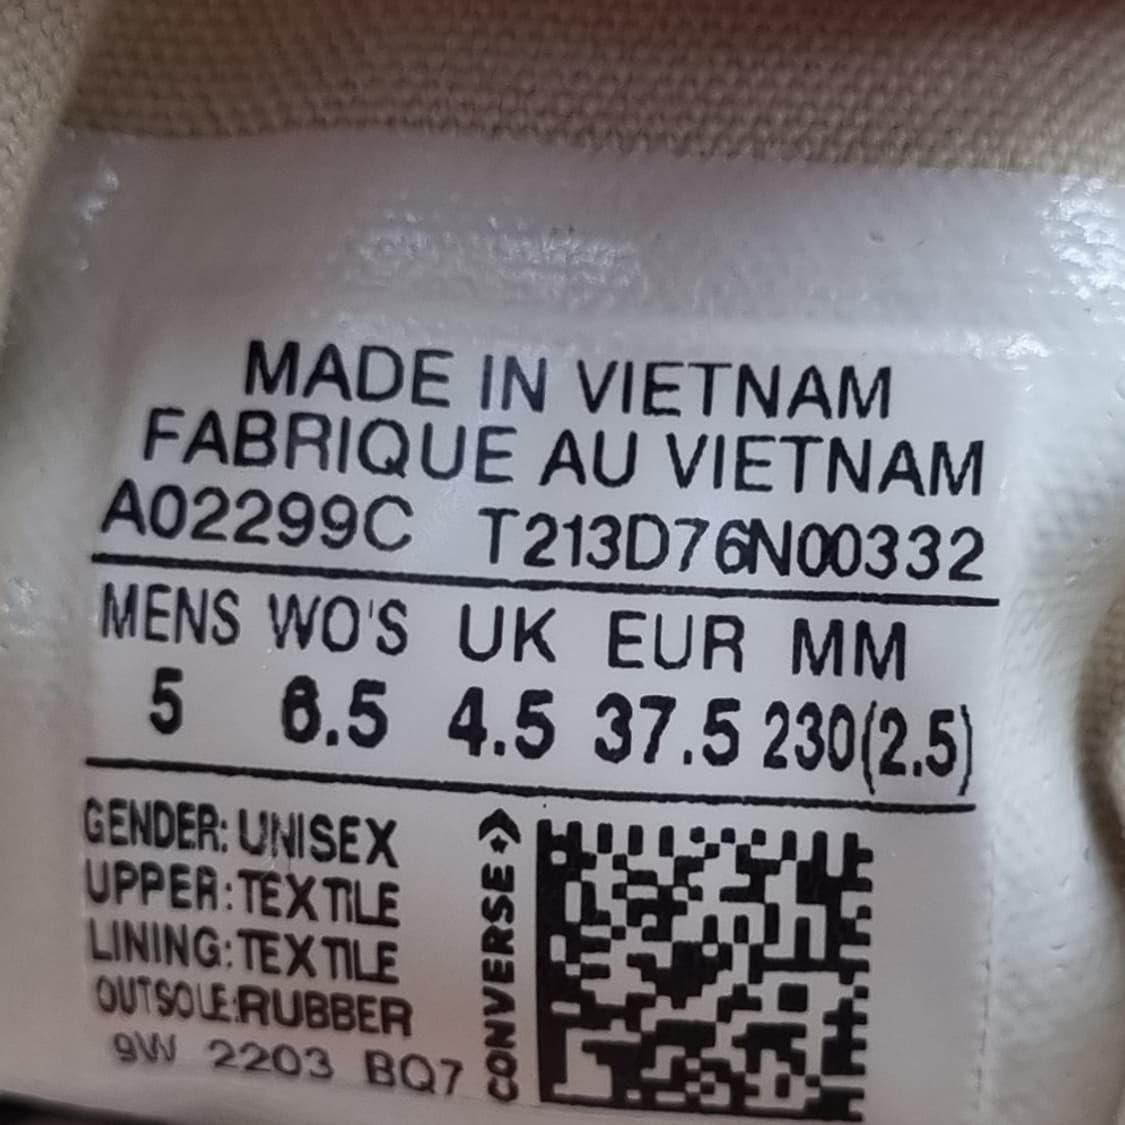 MADE IN VIETNAM
FABRIQUE AU VIETNAM
A02299C T213D76N00332
MENS WO'S UK EUR MM
5 6.5 4.5 37.5 230(2.5)
GENDER: UNISEX
UPPER:TEXTILE
LINING:TEXTILE
OUTSOLE:RUBBER
9W 2203 BQ7
CONVERSE